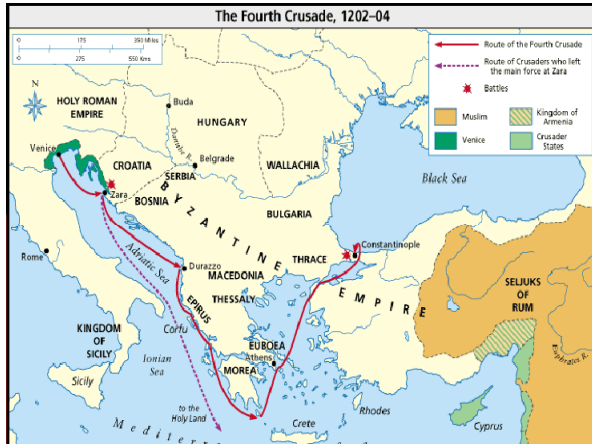 The Fourth Crusade, 1202–04
0 175 350 Miles
0 275 550 Kms
Route of the Fourth Crusade
Route of Crusaders who left
the main force at Zara
Battles
Muslim
Kingdom of
Armenia
Venice
Crusader
States
N
HOLY ROMAN
EMPIRE
Buda
HUNGARY
Danube R.
Venice
CROATIA
Belgrade
SERBIA
WALLACHIA
Zara
BOSNIA
Black Sea
BULGARIA
BYZANTINE
EMPIRE
Rome
Adriatic Sea
Durazzo
MACEDONIA
THRACE
Constantinople
THESSALY
EPIRUS
SELJUKS
OF
RUM
KINGDOM
OF
SICILY
Corfu
Ionian
Sea
EUBOEA
Athens
MOREA
Euphrates R.
Sicily
to the
Holy Land
Crete
Rhodes
Cyprus